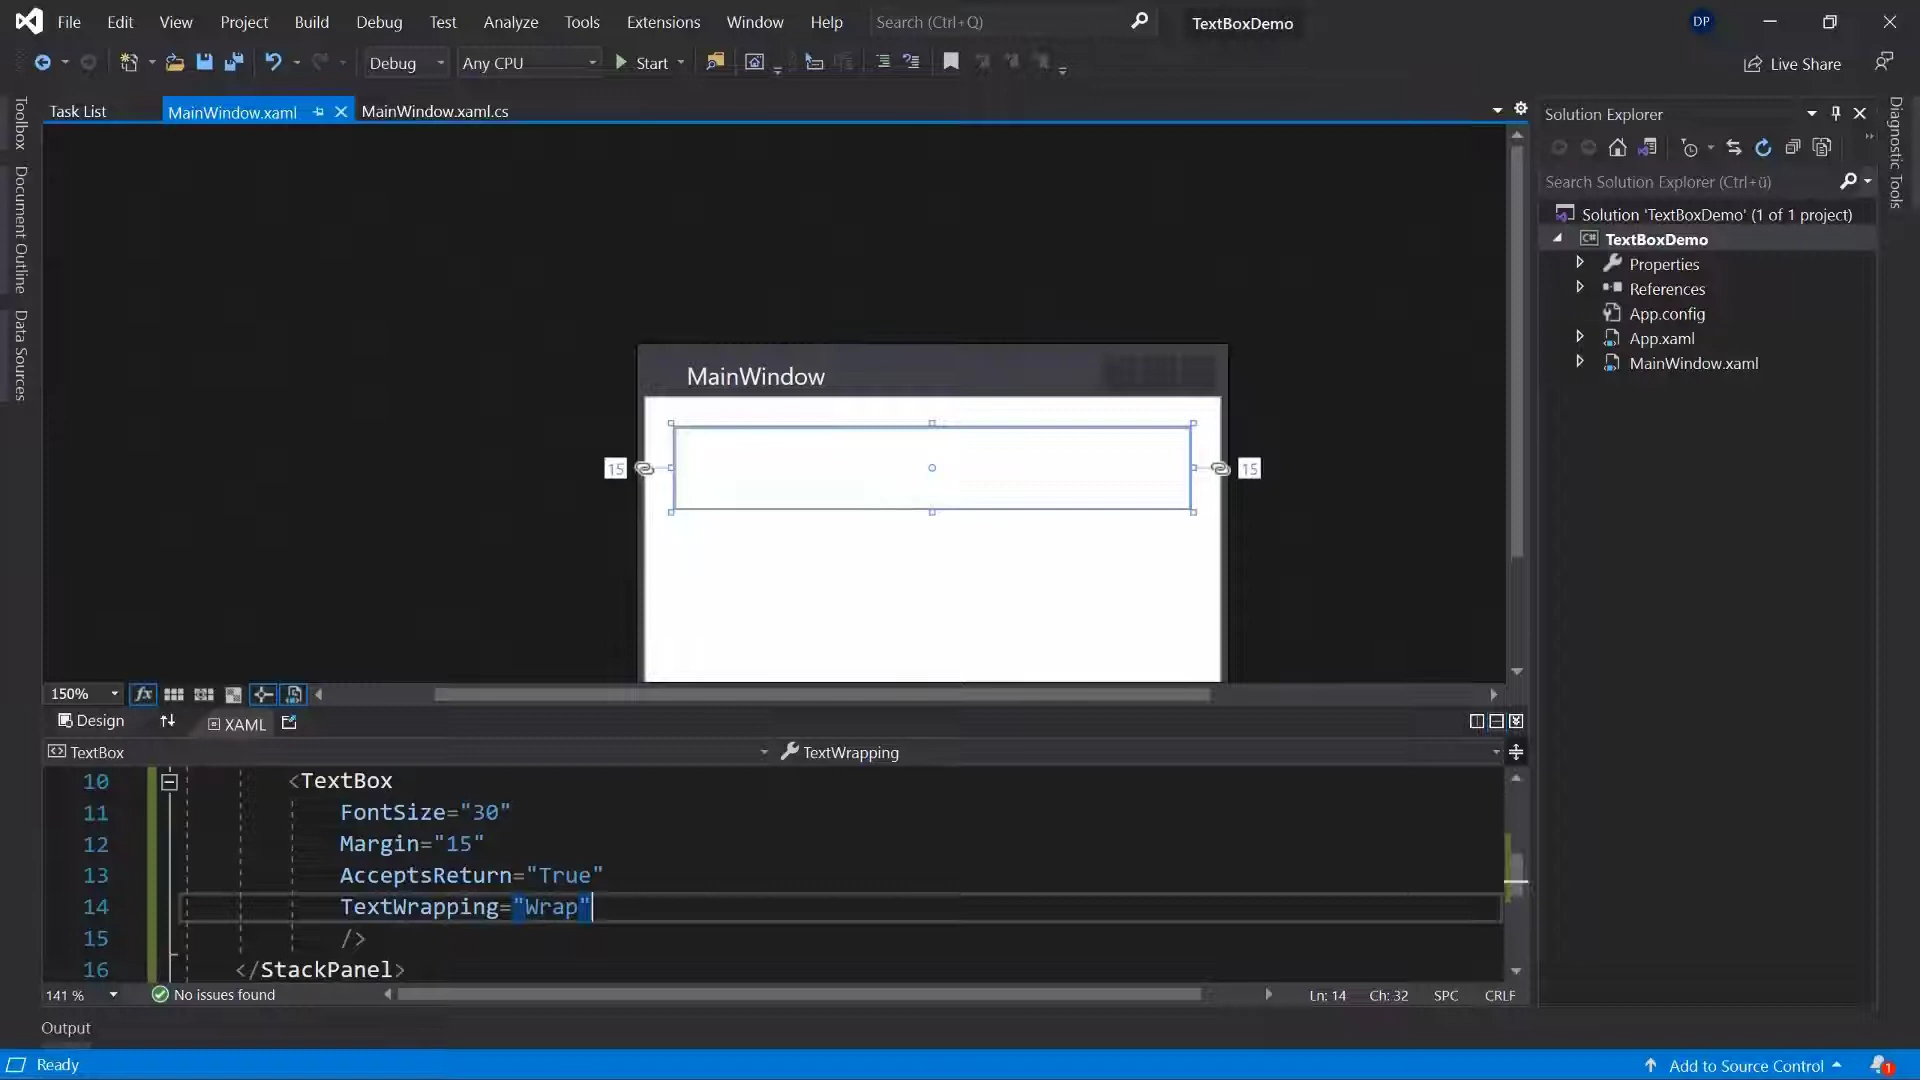 File Edit View Project Build Debug Test Analyze Tools Extensions Window Help Search (Ctrl+Q) TextBoxDemo DP
Debug Any CPU Start Live Share
Task List MainWindow.xaml MainWindow.xaml.cs
Toolbox
Document Outline
Data Sources
MainWindow
15 15
150% fx
Design XAML
TextBox TextWrapping
10 <TextBox
11 FontSize="30"
12 Margin="15"
13 AcceptsReturn="True"
14 TextWrapping="Wrap"
15 />
16 </StackPanel>
141 % No issues found Ln: 14 Ch: 32 SPC CRLF
Output
Ready Add to Source Control 1
Solution Explorer
Search Solution Explorer (Ctrl+ü)
Solution 'TextBoxDemo' (1 of 1 project)
C# TextBoxDemo
Properties
References
App.config
App.xaml
MainWindow.xaml
Diagnostic Tools